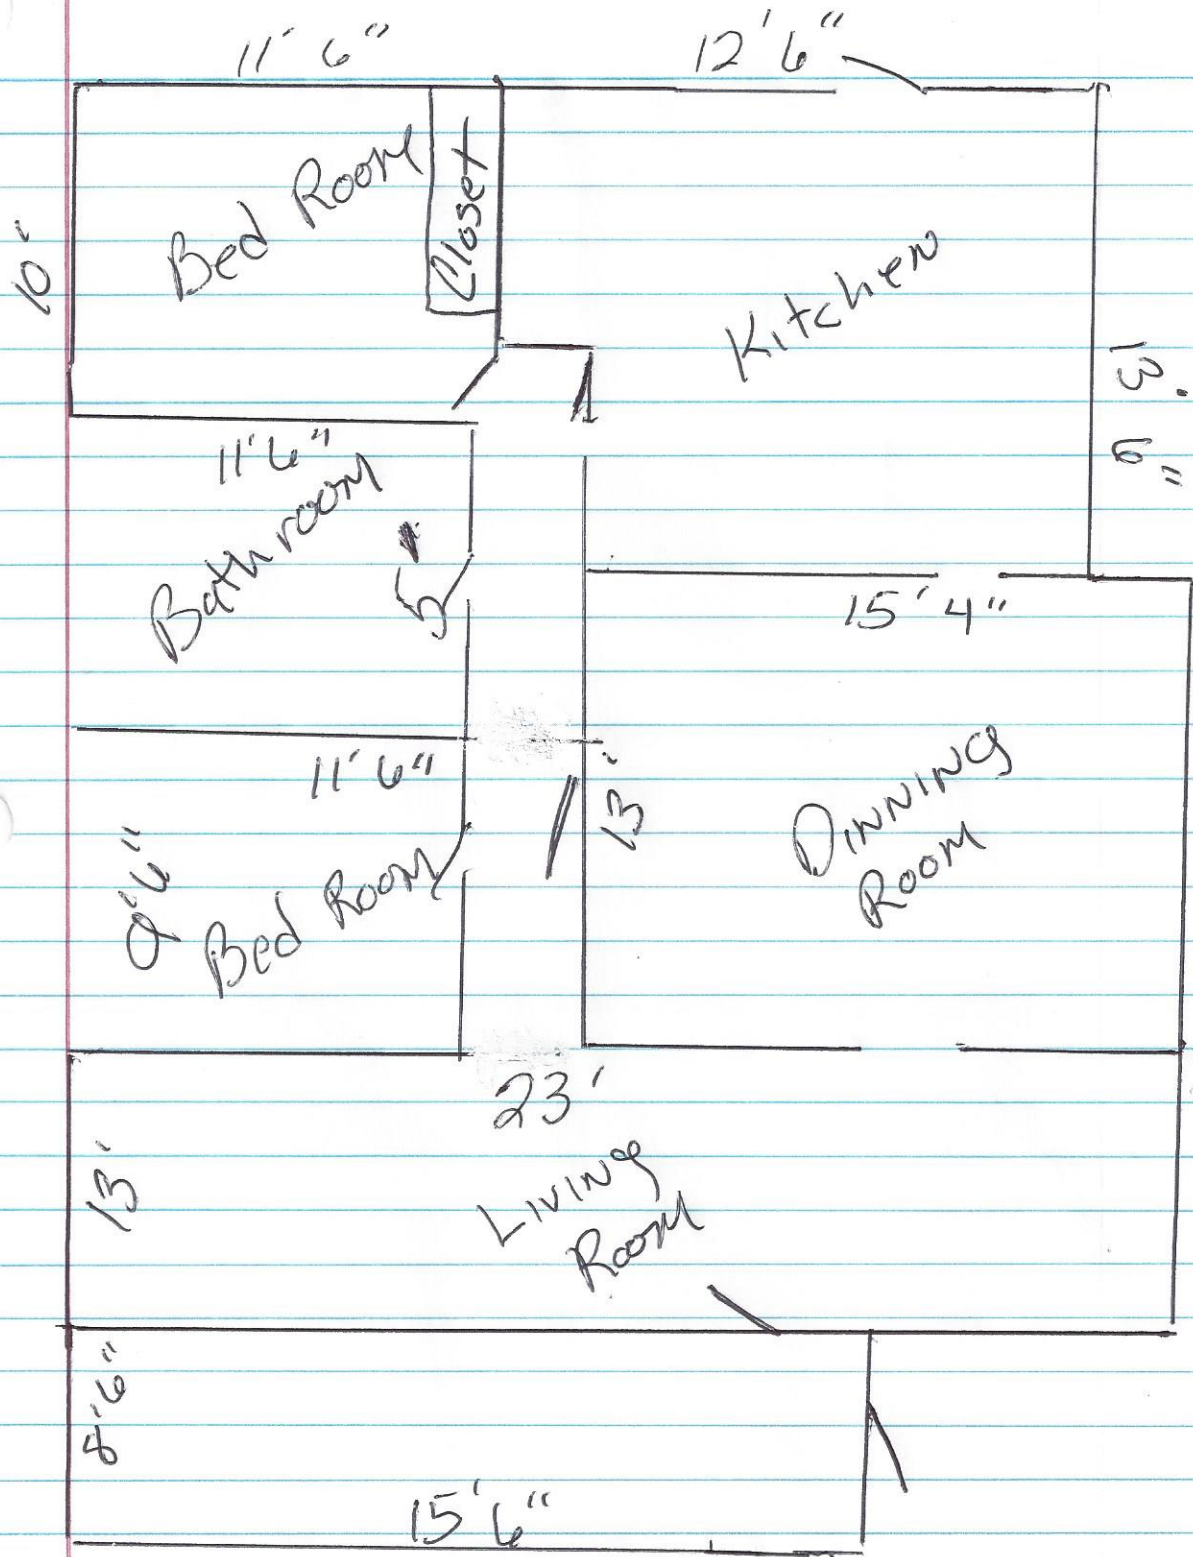 11' 6"
12' 6"
Bed Room
Closet
10'
Kitchen
13' 6"
11' 6"
Bathroom
5'
15' 4"
11' 6"
13'
Dinning
Room
9' 6"
Bed Room
23'
13'
Living
Room
8' 6"
15' 6"